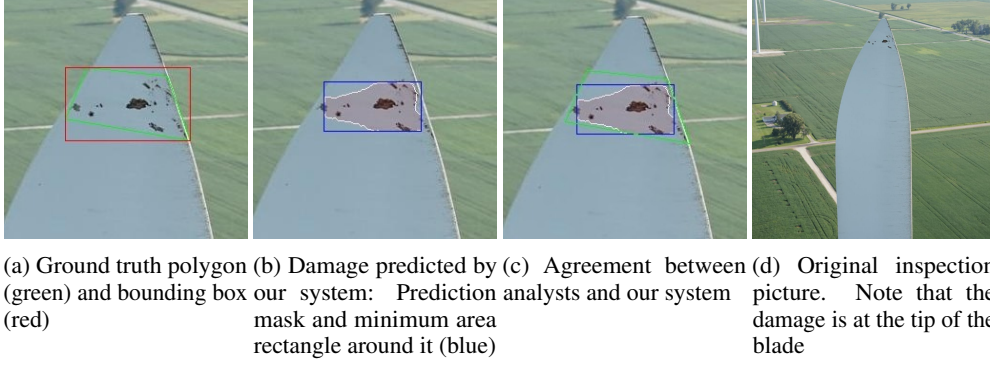 (a) Ground truth polygon
(green) and bounding box
(red)
(b) Damage predicted by
our system: Prediction
mask and minimum area
rectangle around it (blue)
(c) Agreement between
analysts and our system
(d) Original inspection
picture. Note that the
damage is at the tip of the
blade